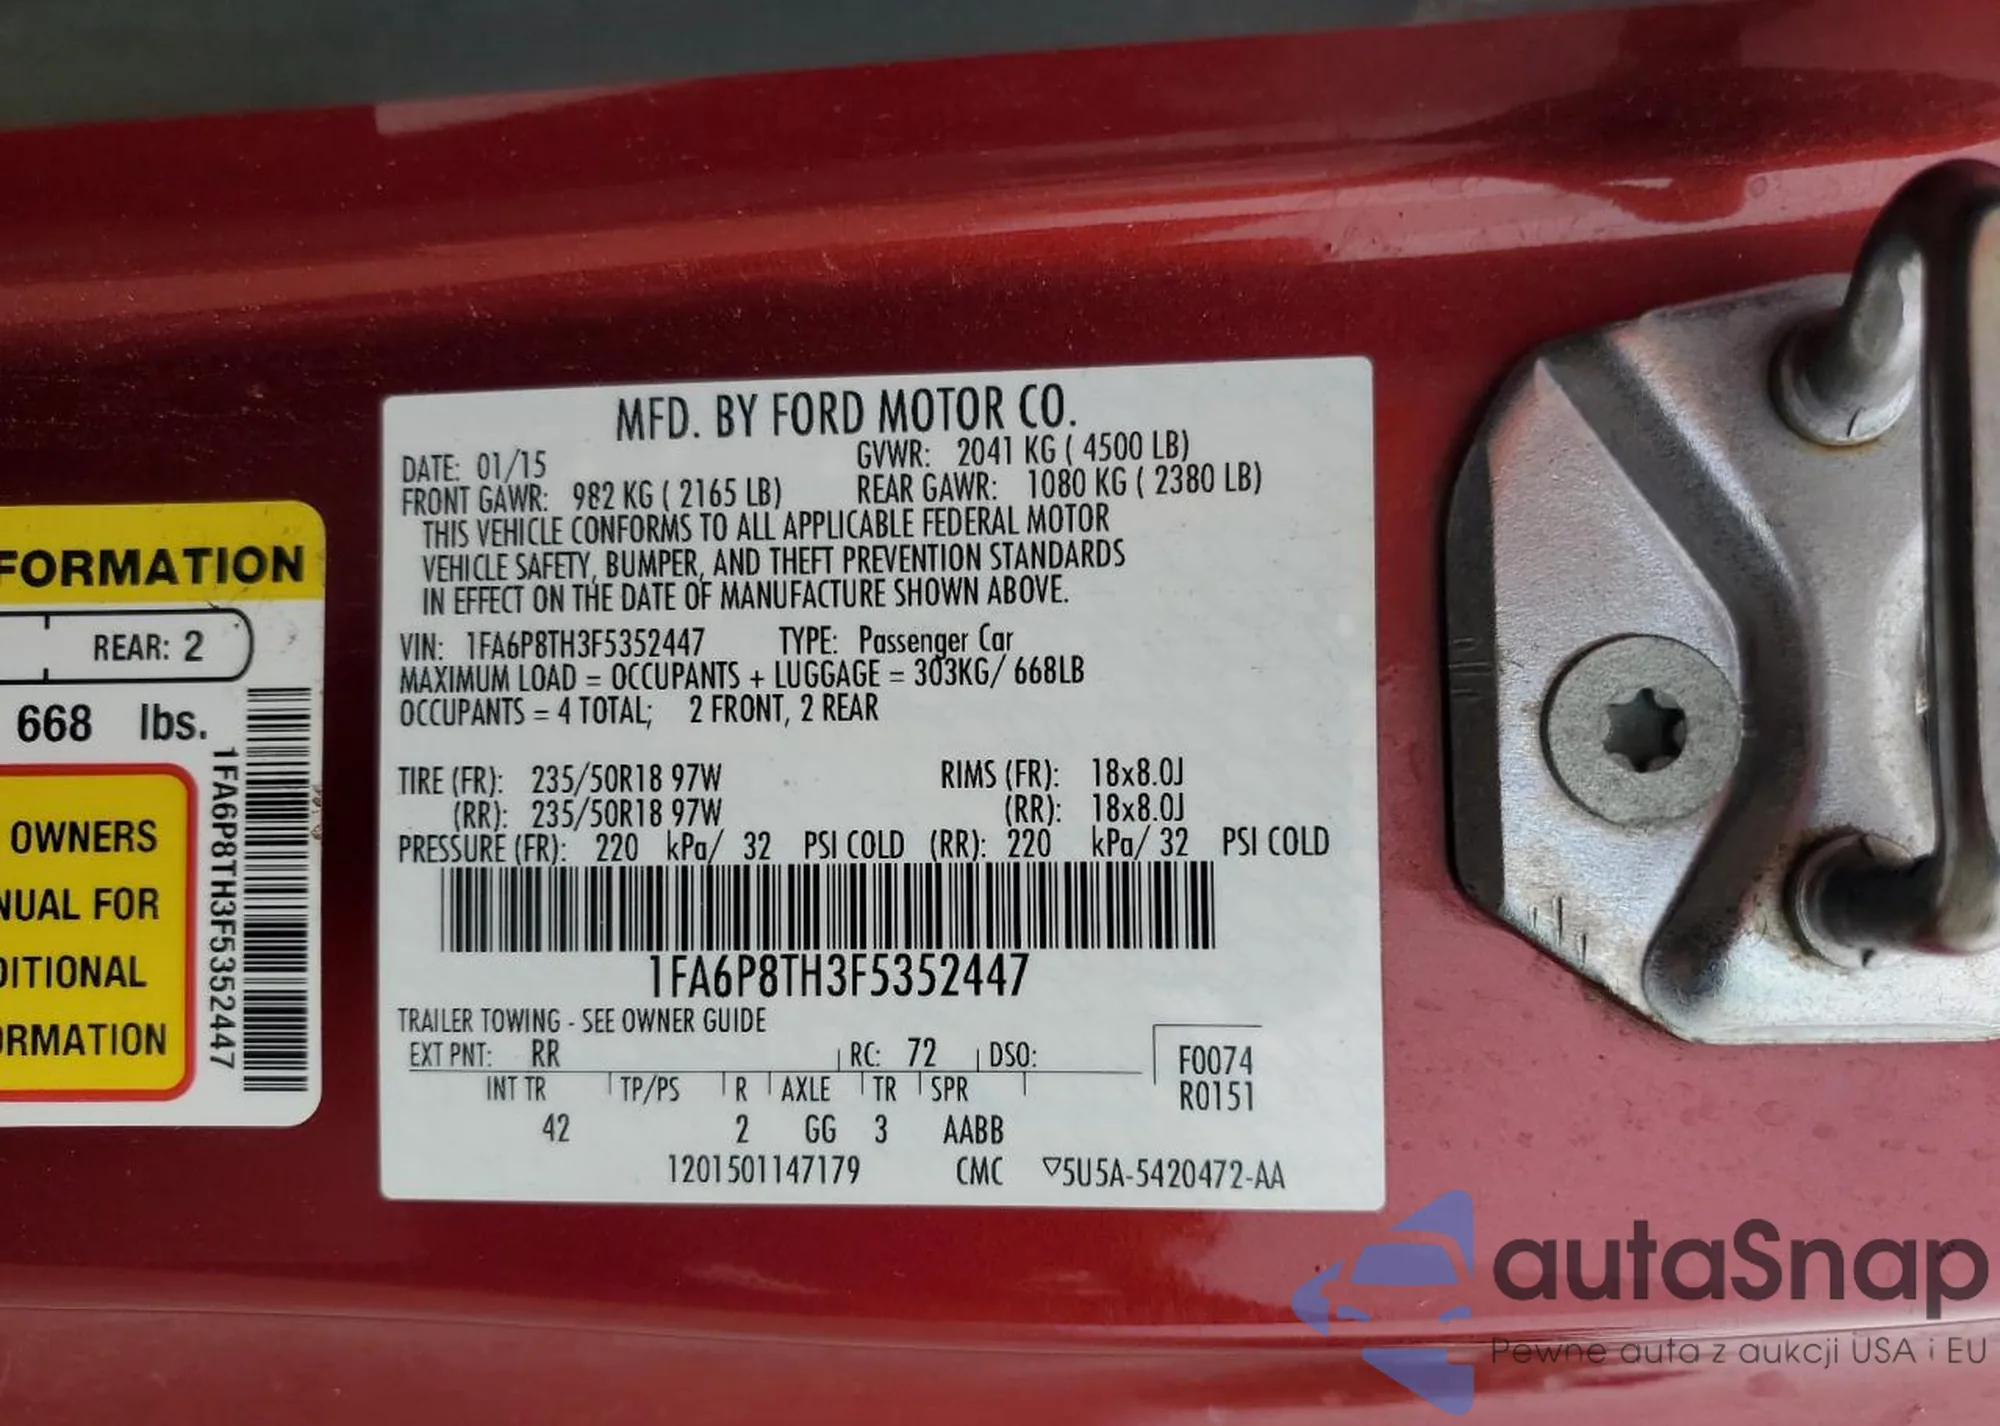 MFD. BY FORD MOTOR CO.
DATE: 01/15 GVWR: 2041 KG ( 4500 LB)
FRONT GAWR: 982 KG ( 2165 LB) REAR GAWR: 1080 KG ( 2380 LB)
THIS VEHICLE CONFORMS TO ALL APPLICABLE FEDERAL MOTOR
VEHICLE SAFETY, BUMPER, AND THEFT PREVENTION STANDARDS
IN EFFECT ON THE DATE OF MANUFACTURE SHOWN ABOVE.
VIN: 1FA6P8TH3F5352447 TYPE: Passenger Car
MAXIMUM LOAD = OCCUPANTS + LUGGAGE = 303KG/ 668LB
OCCUPANTS = 4 TOTAL; 2 FRONT, 2 REAR
TIRE (FR): 235/50R18 97W RIMS (FR): 18x8.0J
(RR): 235/50R18 97W (RR): 18x8.0J
PRESSURE (FR): 220 kPa/ 32 PSI COLD (RR): 220 kPa/ 32 PSI COLD
1FA6P8TH3F5352447
TRAILER TOWING - SEE OWNER GUIDE
EXT PNT: RR RC: 72 DSO: F0074
INT TR TP/PS R AXLE TR SPR R0151
42 2 GG 3 AABB
1201501147179 CMC ▽5U5A-5420472-AA
FORMATION
REAR: 2
668 lbs.
1FA6P8TH3F5352447
OWNERS
NUAL FOR
DITIONAL
ORMATION
autaSnap
Pewne auta z aukcji USA i EU